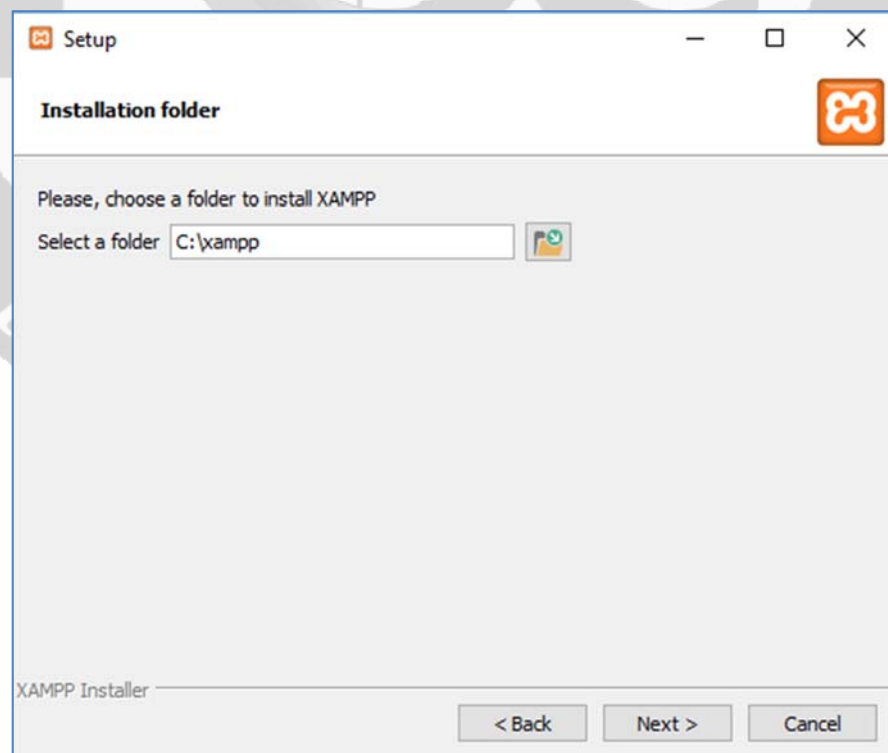 Setup
Installation folder
Please, choose a folder to install XAMPP
Select a folder C:\xampp
XAMPP Installer
< Back Next > Cancel